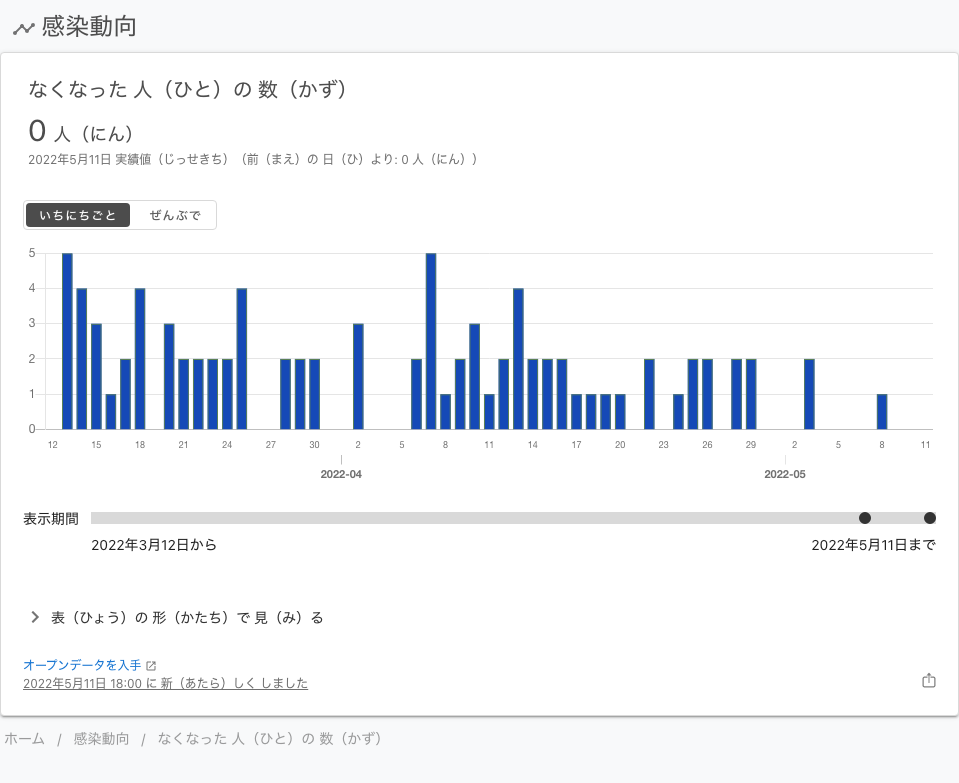 感染動向
なくなった 人（ひと）の 数（かず）
0 人（にん）
2022年5月11日 実績値（じっせきち）（前（まえ）の 日（ひ）より: 0 人（にん））
いちにちごと ぜんぶで
5
4
3
2
1
0
12 15 18 21 24 27 30 2 5 8 11 14 17 20 23 26 29 2 5 8 11
2022-04 2022-05
表示期間
2022年3月12日から 2022年5月11日まで
表（ひょう）の 形（かたち）で 見（み）る
オープンデータを入手
2022年5月11日 18:00 に 新（あたら）しく しました
ホーム / 感染動向 / なくなった 人（ひと）の 数（かず）